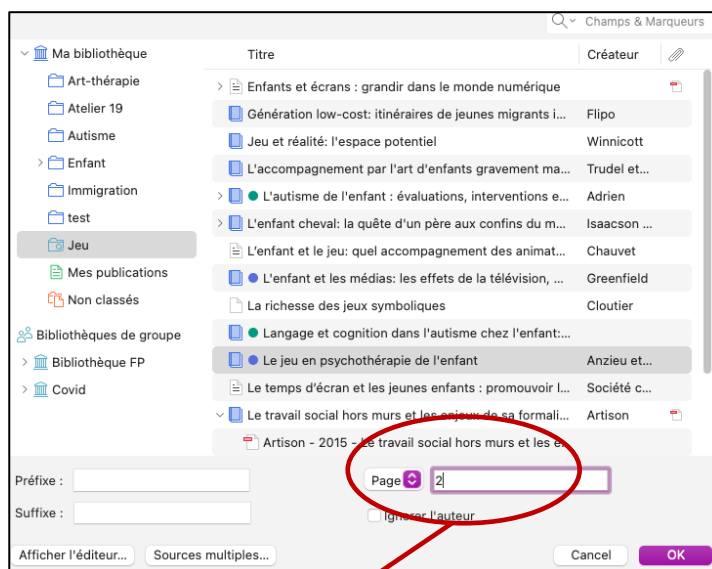 Champs & Marqueurs
Ma bibliothèque
Titre
Créateur
Art-thérapie
Enfants et écrans : grandir dans le monde numérique
Atelier 19
Génération low-cost: itinéraires de jeunes migrants i...
Flipo
Autisme
Jeu et réalité: l'espace potentiel
Winnicott
Enfant
L'accompagnement par l'art d'enfants gravement ma...
Trudel et...
Immigration
L'autisme de l'enfant : évaluations, interventions e...
Adrien
test
L'enfant cheval: la quête d'un père aux confins du m...
Isaacson ...
Jeu
L'enfant et le jeu: quel accompagnement des animat...
Chauvet
Mes publications
L'enfant et les médias: les effets de la télévision, ...
Greenfield
Non classés
La richesse des jeux symboliques
Cloutier
Bibliothèques de groupe
Langage et cognition dans l'autisme chez l'enfant:...
Bibliothèque FP
Le jeu en psychothérapie de l'enfant
Anzieu et...
Covid
Le temps d'écran et les jeunes enfants : promouvoir l...
Société c...
Le travail social hors murs et les enjeux de sa formali...
Artison
Artison - 2015 - Le travail social hors murs et les e...
Préfixe :
Page
2
Suffixe :
Ignorer l'auteur
Afficher l'éditeur...
Sources multiples...
Cancel
OK